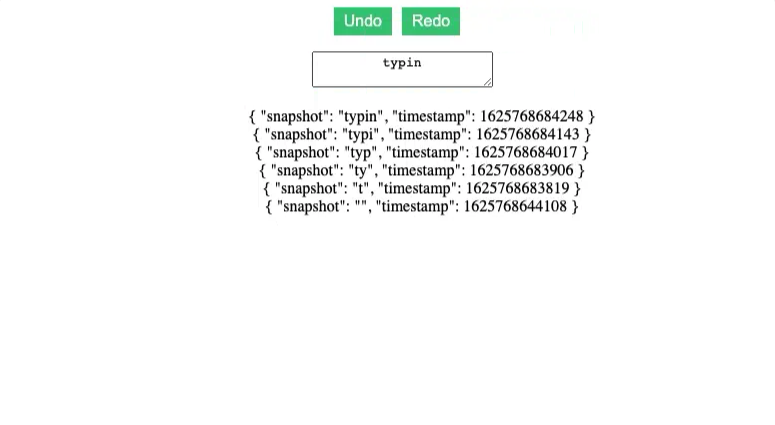 Undo Redo
typin
{ "snapshot": "typin", "timestamp": 1625768684248 }
{ "snapshot": "typi", "timestamp": 1625768684143 }
{ "snapshot": "typ", "timestamp": 1625768684017 }
{ "snapshot": "ty", "timestamp": 1625768683906 }
{ "snapshot": "t", "timestamp": 1625768683819 }
{ "snapshot": "", "timestamp": 1625768644108 }